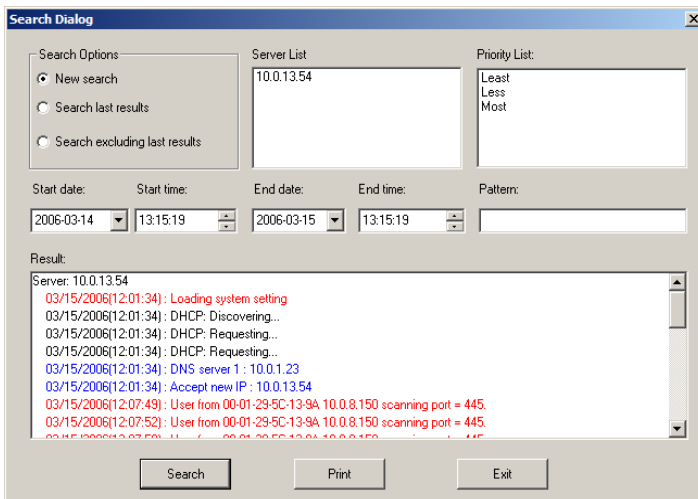 Search Dialog
Search Options
New search
Search last results
Search excluding last results
Server List
10.0.13.54
Priority List:
Least
Less
Most
Start date:
Start time:
End date:
End time:
Pattern:
2006-03-14
13:15:19
2006-03-15
13:15:19
Result:
Server: 10.0.13.54
03/15/2006(12:01:34) : Loading system setting
03/15/2006(12:01:34) : DHCP: Discovering...
03/15/2006(12:01:34) : DHCP: Requesting...
03/15/2006(12:01:34) : DHCP: Requesting...
03/15/2006(12:01:34) : DNS server 1 : 10.0.1.23
03/15/2006(12:01:34) : Accept new IP : 10.0.13.54
03/15/2006(12:07:49) : User from 00-01-29-5C-13-9A 10.0.8.150 scanning port = 445.
03/15/2006(12:07:52) : User from 00-01-29-5C-13-9A 10.0.8.150 scanning port = 445.
Search
Print
Exit